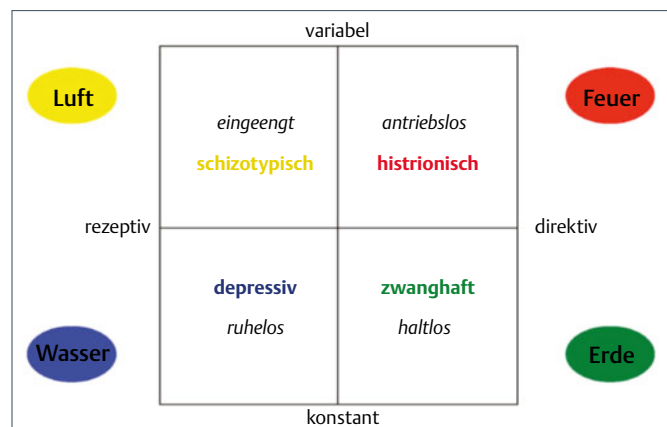 variabel
Luft
Feuer
eingeengt
antriebslos
schizotypisch
histrionisch
rezeptiv
direktiv
depressiv
zwanghaft
ruhelos
haltlos
Wasser
Erde
konstant